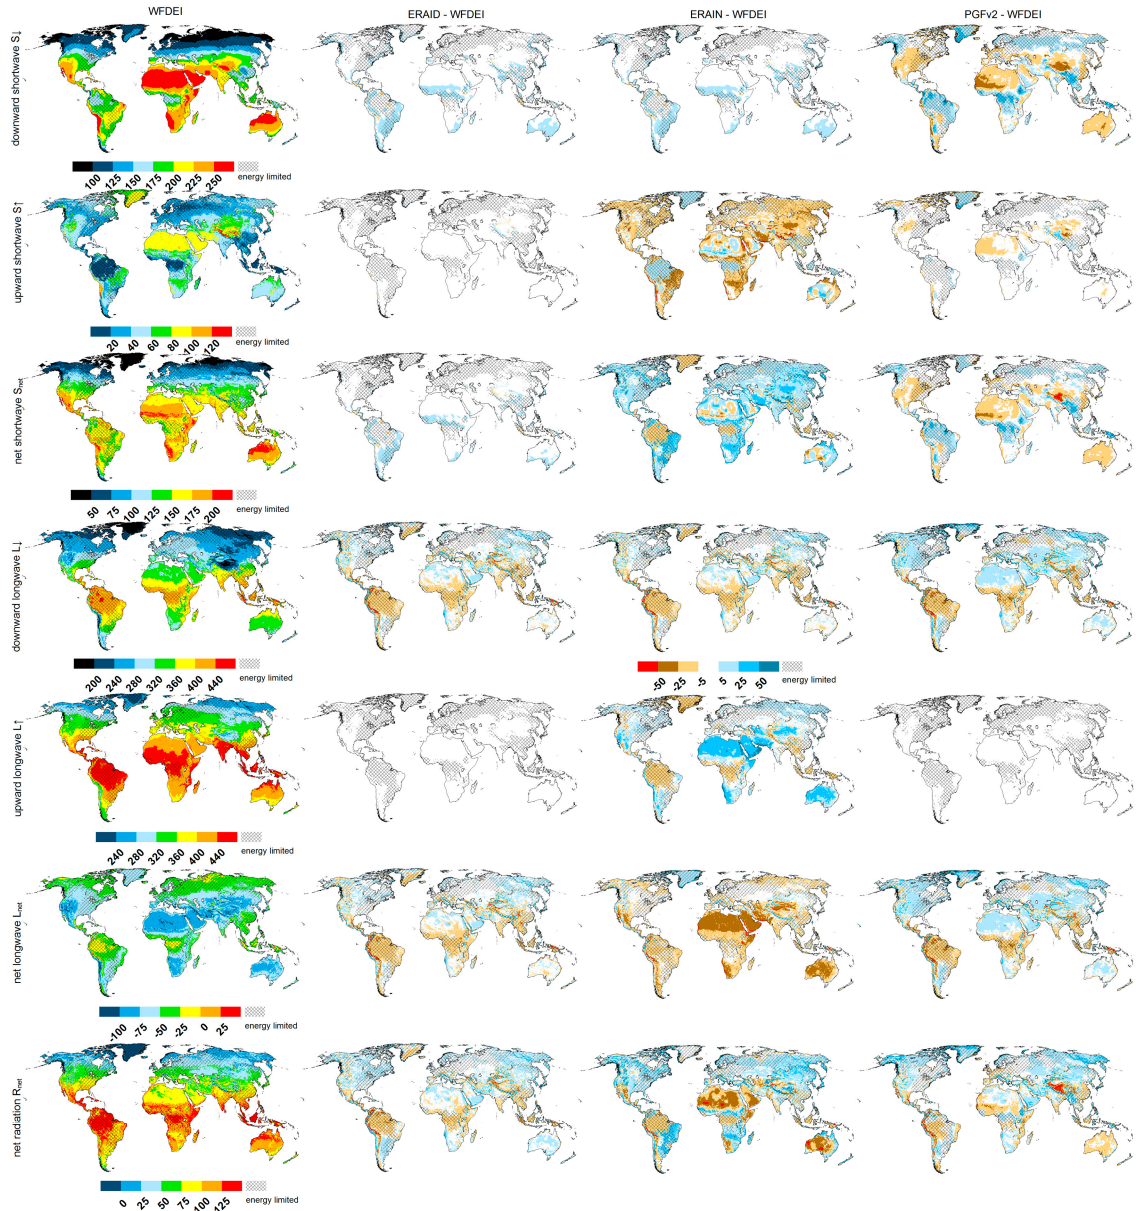 WFDEI
ERAID - WFDEI
ERAIN - WFDEI
PGFv2 - WFDEI
downward shortwave S↓
100 125 150 175 200 225 250
energy limited
upward shortwave S↑
20 40 60 80 100 120
energy limited
net shortwave Snet
50 75 100 125 150 175 200
energy limited
downward longwave L↓
200 240 280 320 360 400 440
energy limited
-50 -25 -5 5 25 50
energy limited
upward longwave L↑
240 280 320 360 400 440
energy limited
net longwave Lnet
-100 -75 -50 -25 0 25
energy limited
net radation Rnet
0 25 50 75 100 125
energy limited